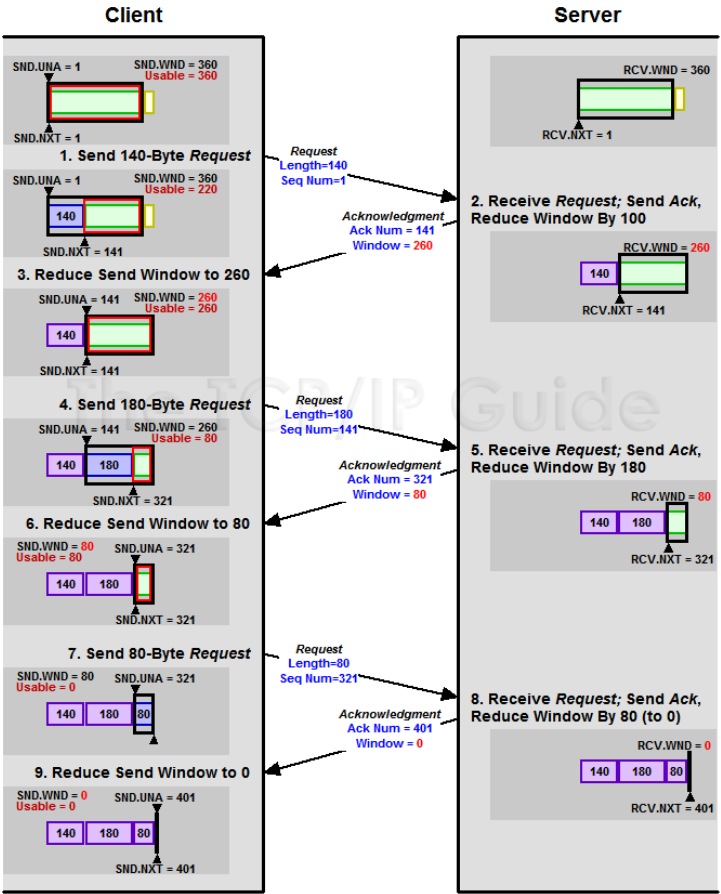 Client
Server
SND.UNA = 1
SND.WND = 360
Usable = 360
SND.NXT = 1
RCV.WND = 360
RCV.NXT = 1
1. Send 140-Byte Request
Request
Length=140
Seq Num=1
SND.UNA = 1
SND.WND = 360
Usable = 220
140
SND.NXT = 141
2. Receive Request; Send Ack,
Reduce Window By 100
Acknowledgment
Ack Num = 141
Window = 260
RCV.WND = 260
140
RCV.NXT = 141
3. Reduce Send Window to 260
SND.UNA = 141
SND.WND = 260
Usable = 260
140
SND.NXT = 141
The TCP/IP Guide
4. Send 180-Byte Request
Request
Length=180
Seq Num=141
SND.UNA = 141
SND.WND = 260
Usable = 80
140
180
SND.NXT = 321
5. Receive Request; Send Ack,
Reduce Window By 180
Acknowledgment
Ack Num = 321
Window = 80
RCV.WND = 80
140
180
RCV.NXT = 321
6. Reduce Send Window to 80
SND.WND = 80
Usable = 80
SND.UNA = 321
140
180
SND.NXT = 321
7. Send 80-Byte Request
Request
Length=80
Seq Num=321
SND.WND = 80
Usable = 0
SND.UNA = 321
140
180
80
8. Receive Request; Send Ack,
Reduce Window By 80 (to 0)
Acknowledgment
Ack Num = 401
Window = 0
RCV.WND = 0
140
180
80
RCV.NXT = 401
9. Reduce Send Window to 0
SND.WND = 0
Usable = 0
SND.UNA = 401
140
180
80
SND.NXT = 401